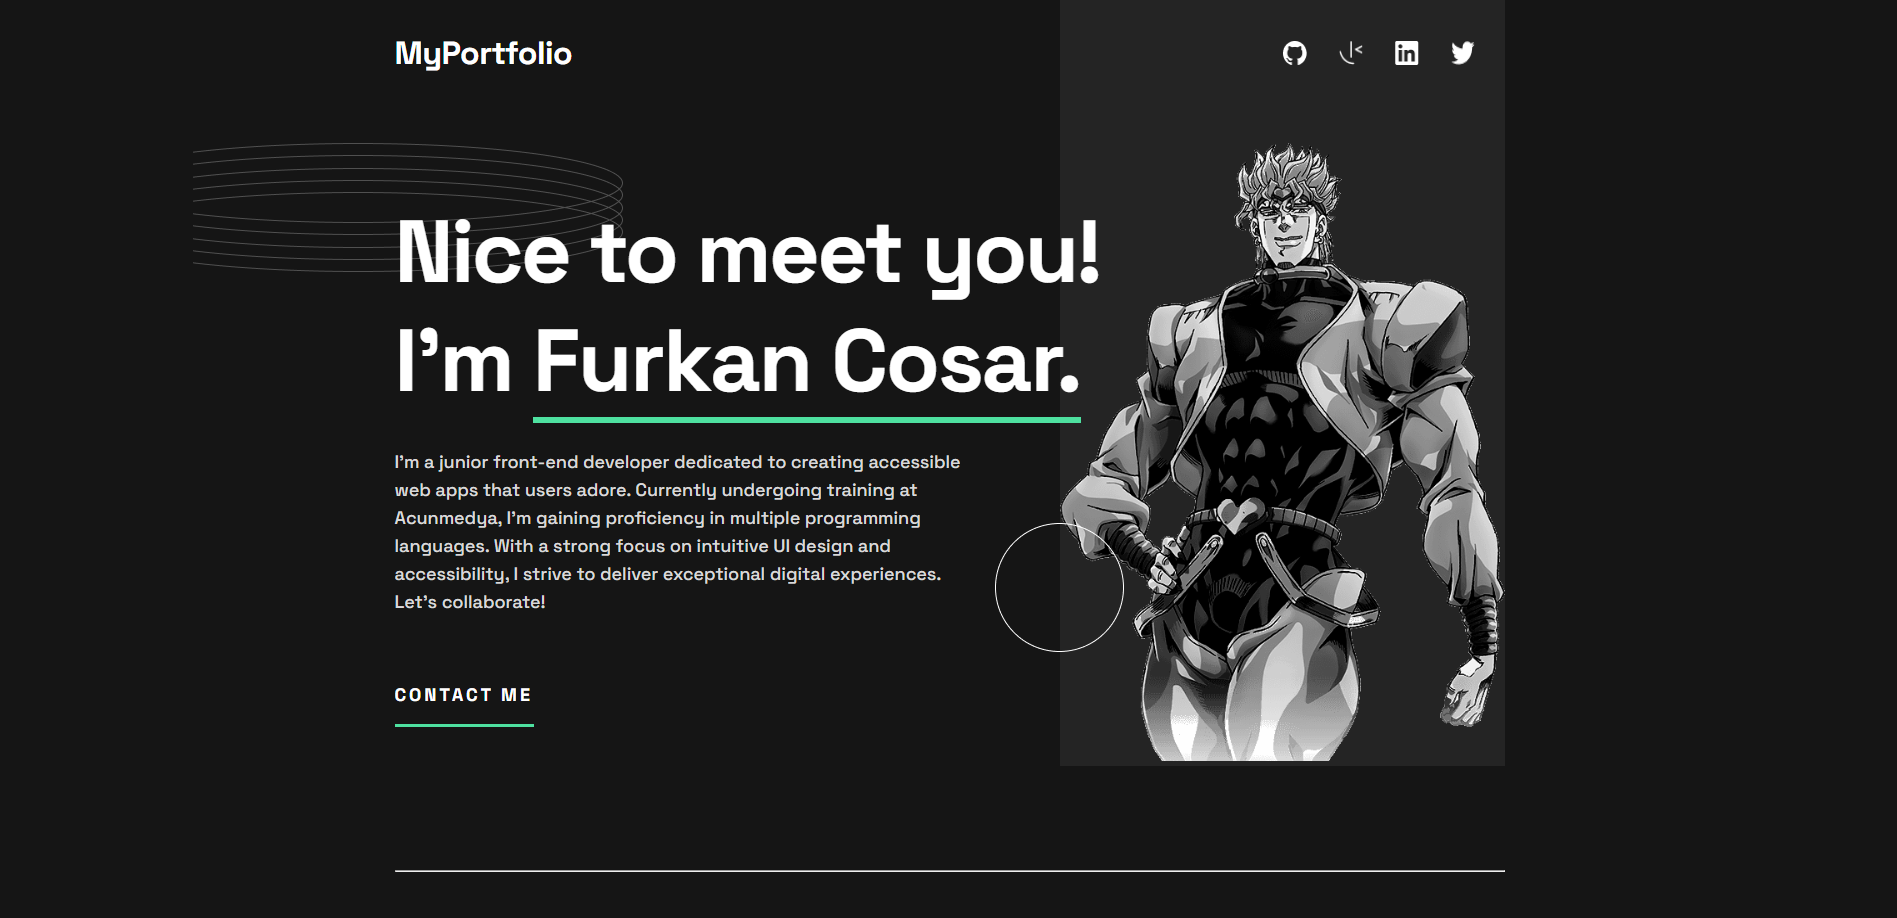 MyPortfolio
Nice to meet you!
I’m Furkan Cosar.
I’m a junior front-end developer dedicated to creating accessible
web apps that users adore. Currently undergoing training at
Acunmedya, I’m gaining proficiency in multiple programming
languages. With a strong focus on intuitive UI design and
accessibility, I strive to deliver exceptional digital experiences.
Let’s collaborate!
CONTACT ME